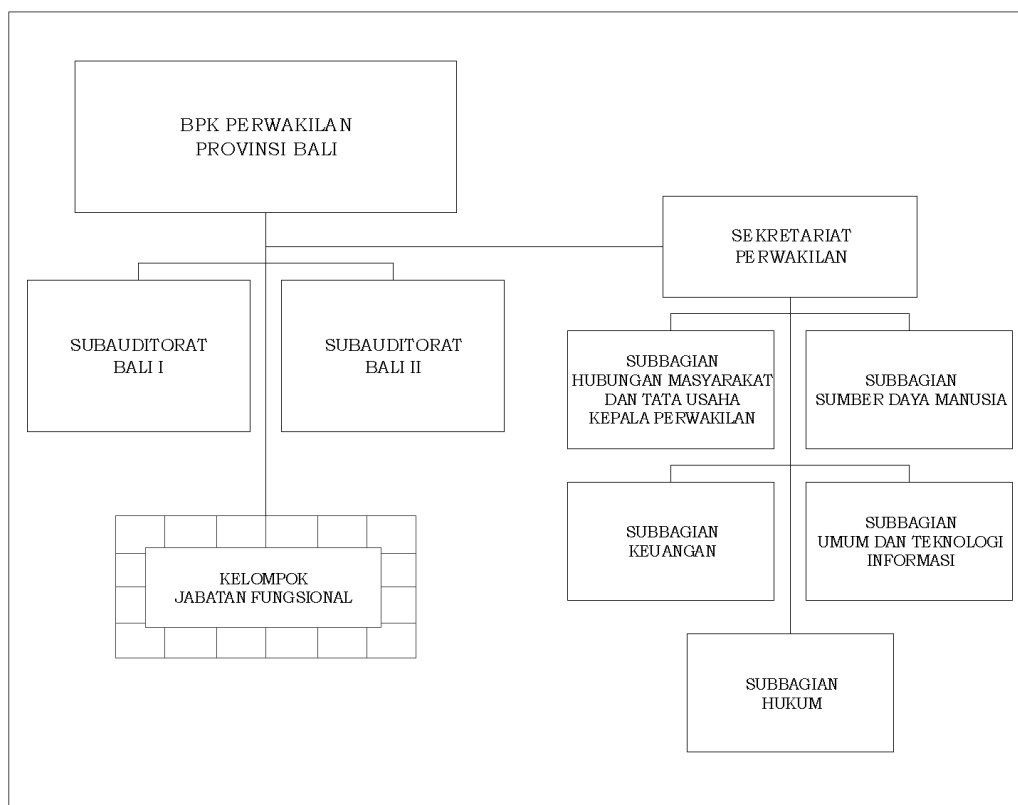 BPK PERWAKILAN
PROVINSI BALI
SEKRETARIAT
PERWAKILAN
SUBAUDITORAT
BALI I
SUBAUDITORAT
BALI II
SUBBAGIAN
HUBUNGAN MASYARAKAT
DAN TATA USAHA
KEPALA PERWAKILAN
SUBBAGIAN
SUMBER DAYA MANUSIA
SUBBAGIAN
KEUANGAN
SUBBAGIAN
UMUM DAN TEKNOLOGI
INFORMASI
KELOMPOK
JABATAN FUNGSIONAL
SUBBAGIAN
HUKUM